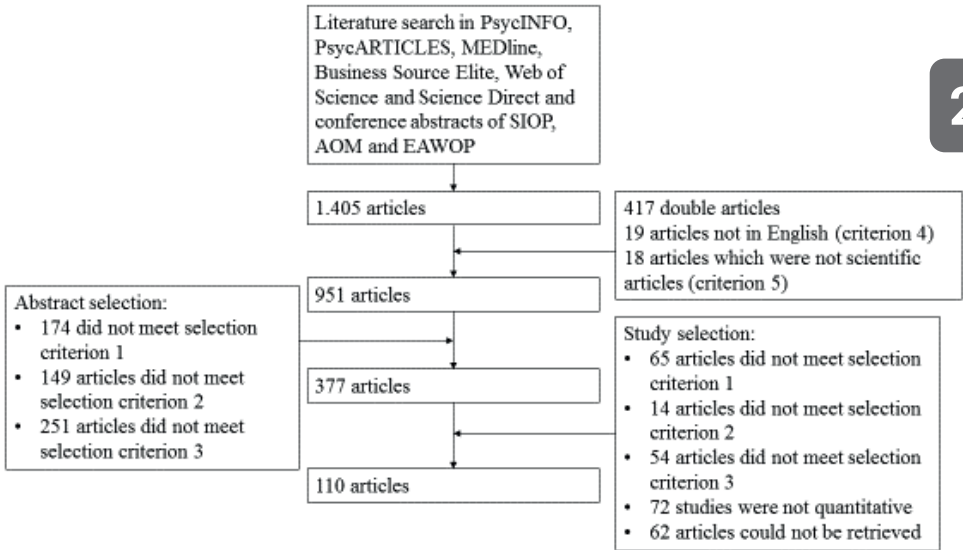 Literature search in PsycINFO,
PsycARTICLES, MEDline,
Business Source Elite, Web of
Science and Science Direct and
conference abstracts of SIOP,
AOM and EAWOP
2
1.405 articles
417 double articles
19 articles not in English (criterion 4)
18 articles which were not scientific
articles (criterion 5)
951 articles
Abstract selection:
• 174 did not meet selection
criterion 1
• 149 articles did not meet
selection criterion 2
• 251 articles did not meet
selection criterion 3
377 articles
Study selection:
• 65 articles did not meet selection
criterion 1
• 14 articles did not meet selection
criterion 2
• 54 articles did not meet selection
criterion 3
• 72 studies were not quantitative
• 62 articles could not be retrieved
110 articles